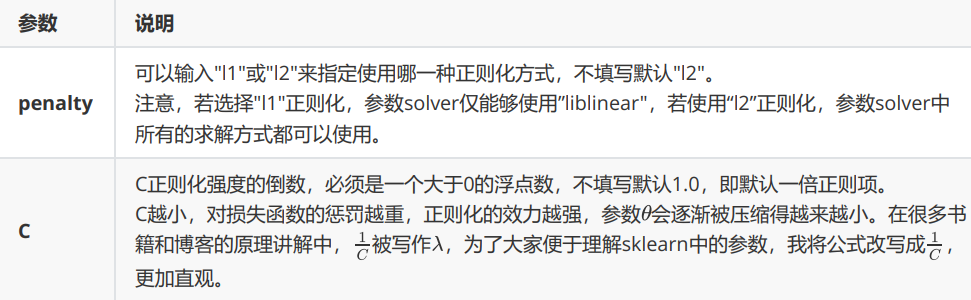 参数 说明
可以输入"l1"或"l2"来指定使用哪一种正则化方式，不填写默认"l2"。
penalty 注意，若选择"l1"正则化，参数solver仅能够使用”liblinear"，若使用“l2”正则化，参数solver中
所有的求解方式都可以使用。
C正则化强度的倒数，必须是一个大于0的浮点数，不填写默认1.0，即默认一倍正则项。
C越小，对损失函数的惩罚越重，正则化的效力越强，参数θ会逐渐被压缩得越来越小。在很多书
C 籍和博客的原理讲解中，1/C被写作λ，为了大家便于理解sklearn中的参数，我将公式改写成1/C，
更加直观。